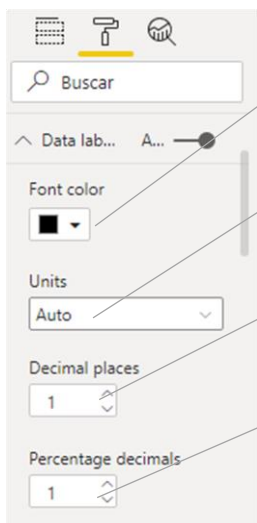 Buscar
Data lab... A...
Font color
Units
Auto
Decimal places
1
Percentage decimals
1